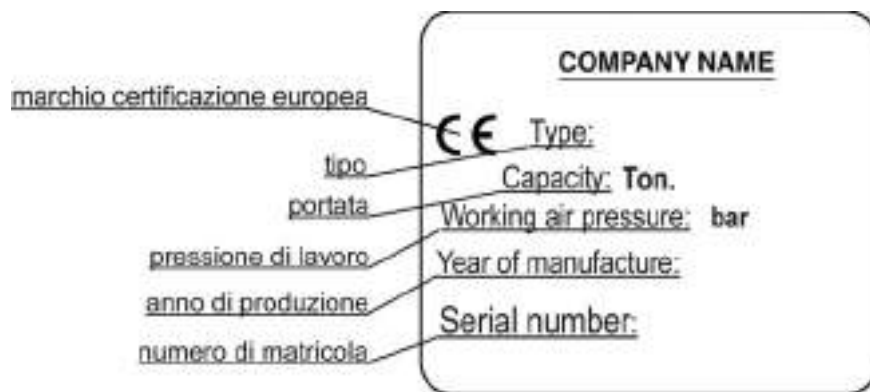 COMPANY NAME
marchio certificazione europea
CE Type:
tipo
Capacity: Ton.
portata
Working air pressure: bar
pressione di lavoro
Year of manufacture:
anno di produzione
Serial number:
numero di matricola